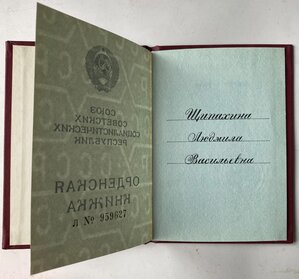 СОЮЗ
СОВЕТСКИХ
СОЦИАЛИСТИЧЕСКИХ
РЕСПУБЛИК
ОРДЕНСКАЯ
КНИЖКА
Л № 959627
Щипахина
Людмила
Васильевна